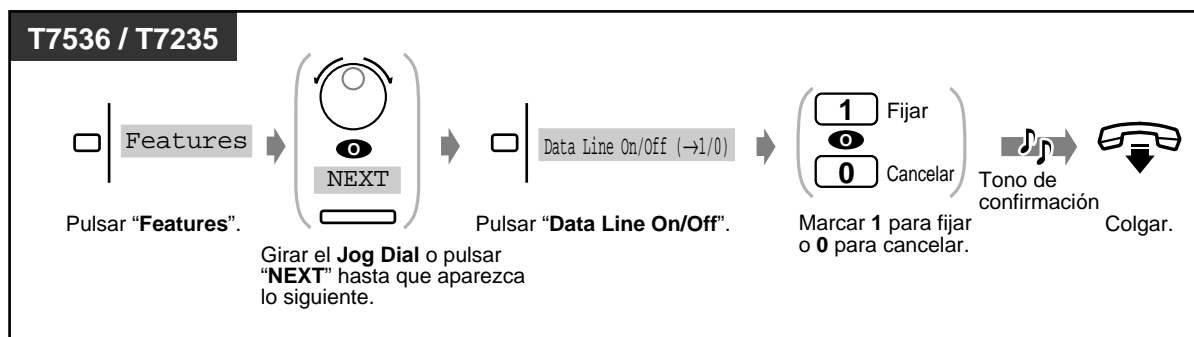 T7536 / T7235
Features
O
NEXT
Data Line On/Off (→1/0)
1 Fijar
O
0 Cancelar
Pulsar “Features”.
Girar el Jog Dial o pulsar
“NEXT” hasta que aparezca
lo siguiente.
Pulsar “Data Line On/Off”.
Marcar 1 para fijar
o 0 para cancelar.
Tono de
confirmación
Colgar.